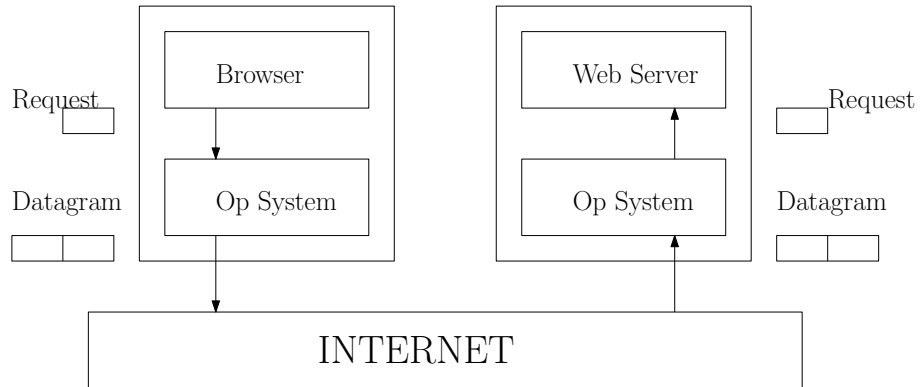 Browser
Web Server
Request
Request
Op System
Op System
Datagram
Datagram
INTERNET